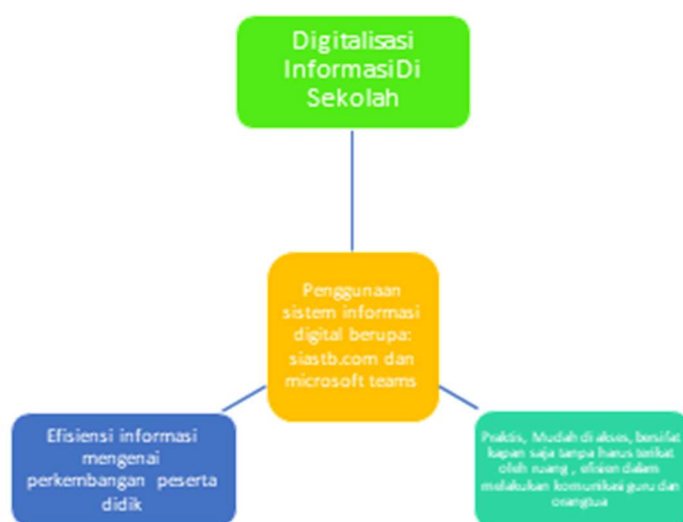 Digitalisasi
InformasiDi
Sekolah
Penggunaan
sistem informasi
digital berupa:
siastb.com dan
microsoft teams
Efisiensi informasi
mengenai
perkembangan peserta
didik
Praktis, Mudah di akses, bersifat
kapan saja tanpa harus terikat
oleh ruang , efisien dalam
melakukan komunikasi guru dan
orangtua